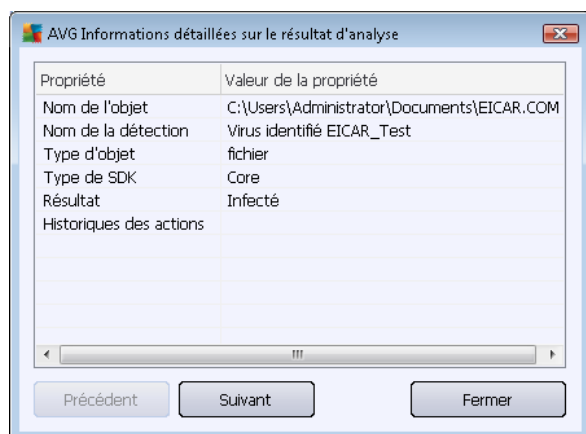 AVG Informations détaillées sur le résultat d'analyse
Propriété Valeur de la propriété
Nom de l'objet C:\Users\Administrator\Documents\EICAR.COM
Nom de la détection Virus identifié EICAR_Test
Type d'objet fichier
Type de SDK Core
Résultat Infecté
Historiques des actions
Précédent Suivant Fermer